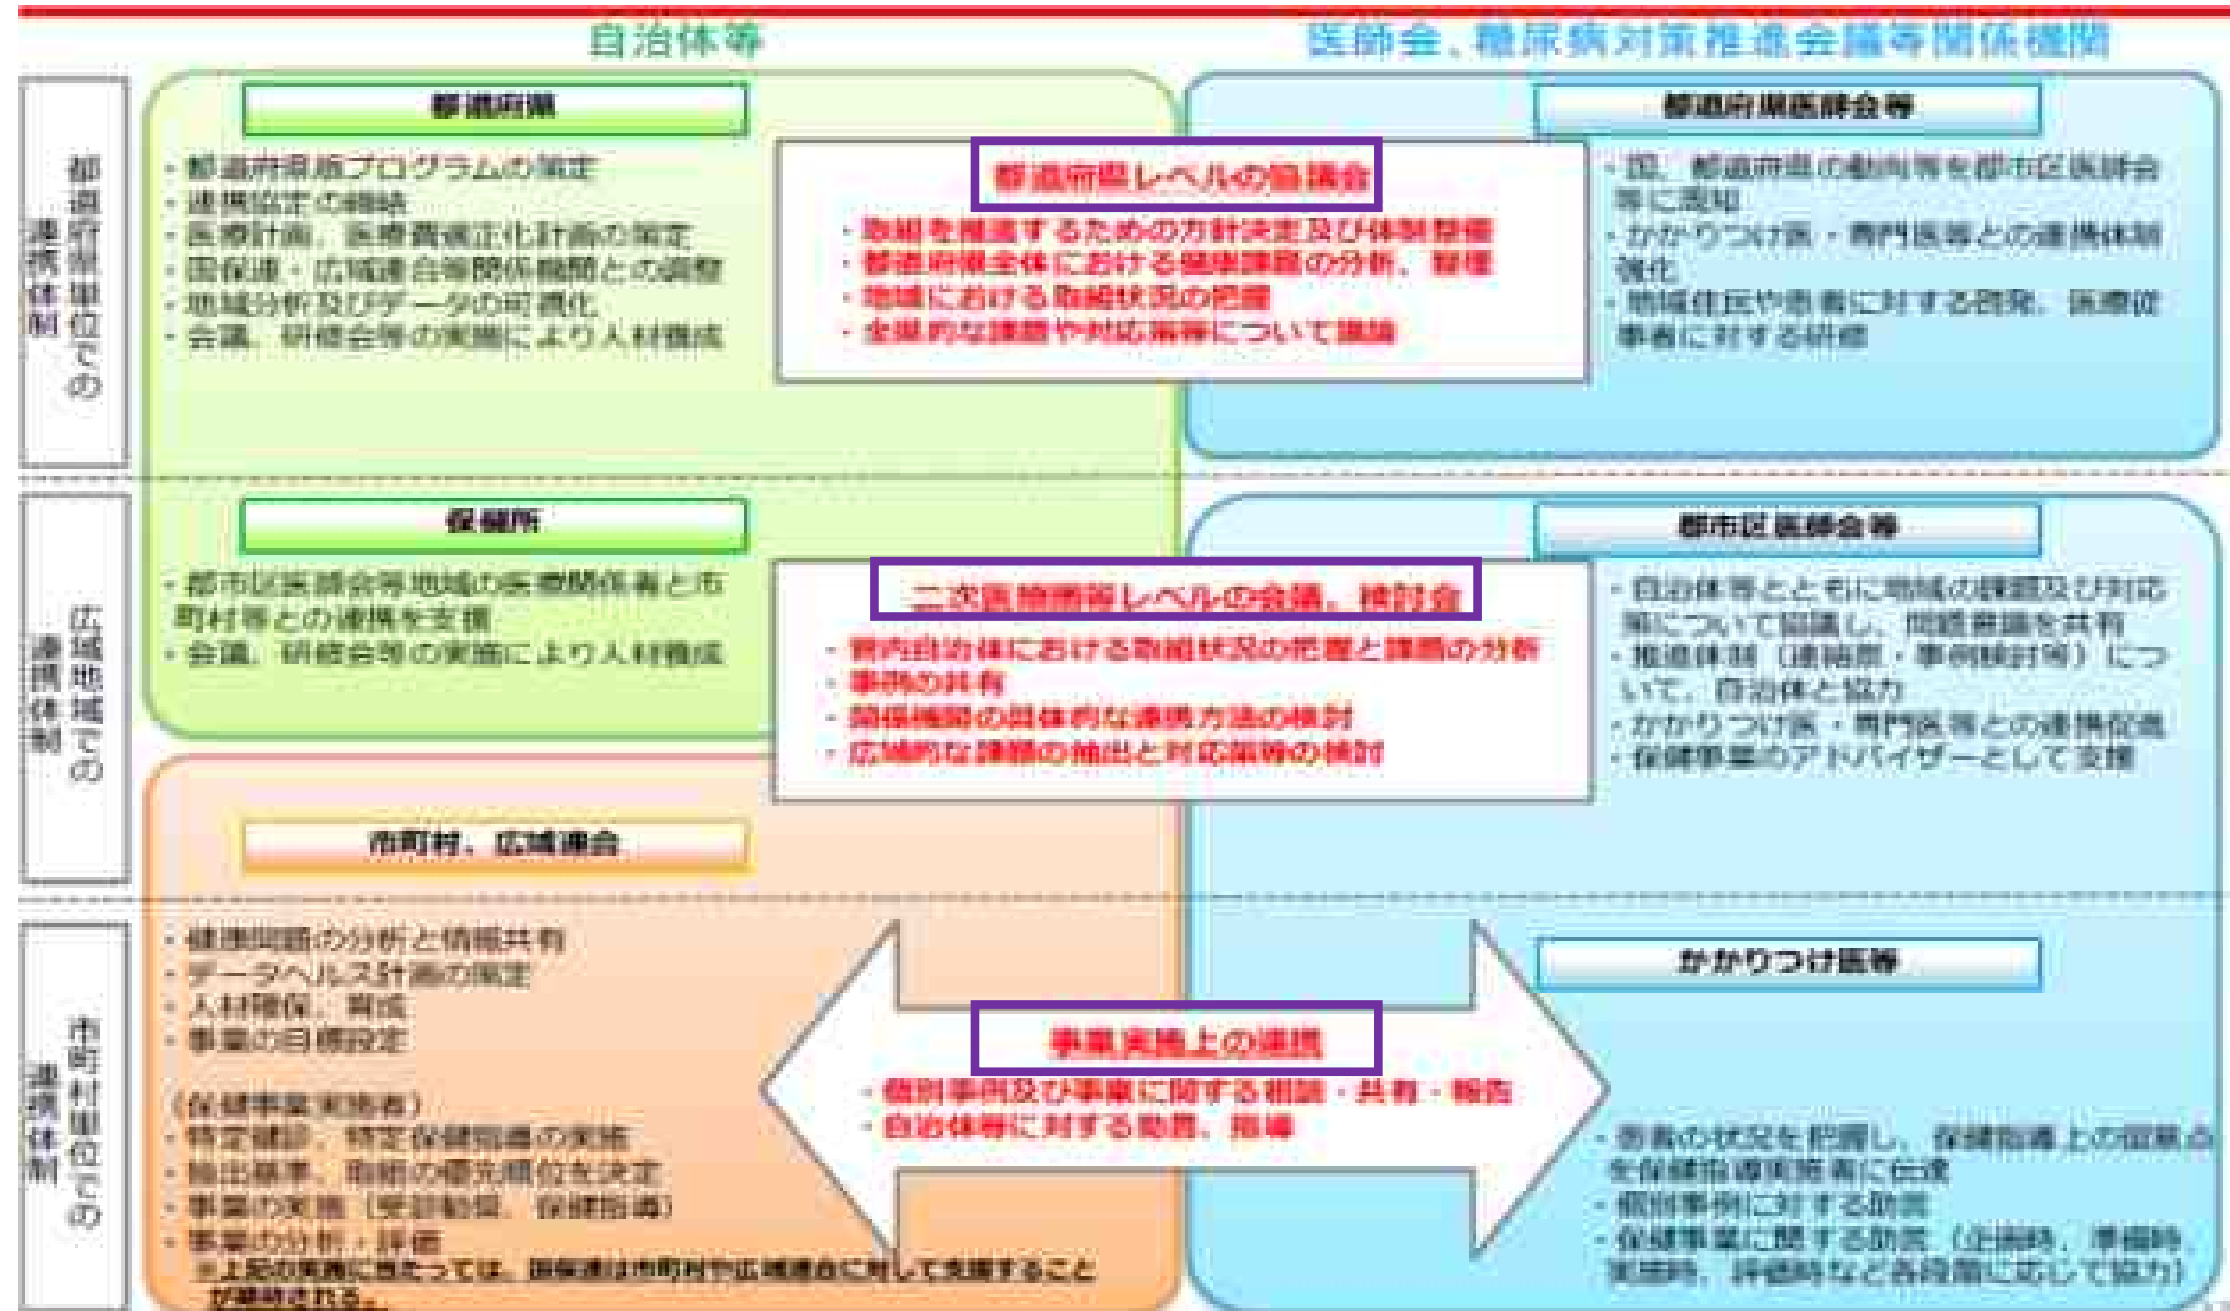 自治体等
医師会、糖尿病対策推進会議等関係機関
都道府県単位での
連携体制
都道府県
・都道府県版プログラムの策定
・連携協定の締結
・医療計画、医療費適正化計画の策定
・国保連・広域連合等関係機関との調整
・地域分析及びデータの可視化
・会議、研修会等の実施により人材養成
都道府県レベルの協議会
・取組を推進するための方針決定及び体制整備
・都道府県全体における健康課題の分析、整理
・地域における取組状況の把握
・全県的な課題や対応策等について議論
都道府県医師会等
・国、都道府県の動向等を郡市区医師会
等に周知
・かかりつけ医・専門医等との連携体制
強化
・地域住民や患者に対する啓発、医療従
事者に対する研修
広域地域での
連携体制
保健所
・郡市区医師会等地域の医療関係者と市
町村等との連携を支援
・会議、研修会等の実施により人材養成
二次医療圏等レベルの会議、検討会
・管内自治体における取組状況の把握と課題の分析
・事例の共有
・関係機関の具体的な連携方法の検討
・広域的な課題の抽出と対応策等の検討
郡市区医師会等
・自治体等とともに地域の課題及び対応
策について協議し、問題意識を共有
・推進体制（連絡票・事例検討等）につ
いて、自治体と協力
・かかりつけ医・専門医等との連携促進
・保健事業のアドバイザーとして支援
市町村、広域連合
市町村単位での
連携体制
・健康問題の分析と情報共有
・データヘルス計画の策定
・人材確保、育成
・事業の目標設定
（保健事業実施者）
・特定健診、特定保健指導の実施
・抽出基準、取組の優先順位を決定
・事業の実施（受診勧奨、保健指導）
・事業の分析・評価
※上記の実施に当たっては、国保連は市町村や広域連合に対して支援すること
が期待される。
事業実施上の連携
・個別事例及び事業に関する相談・共有・報告
・自治体等に対する助言、指導
かかりつけ医等
・患者の状況を把握し、保健指導上の留意点
を保健指導実施者に伝達
・個別事例に対する助言
・保健事業に関する助言（企画時、準備時、
実施時、評価時など各段階に応じて協力）